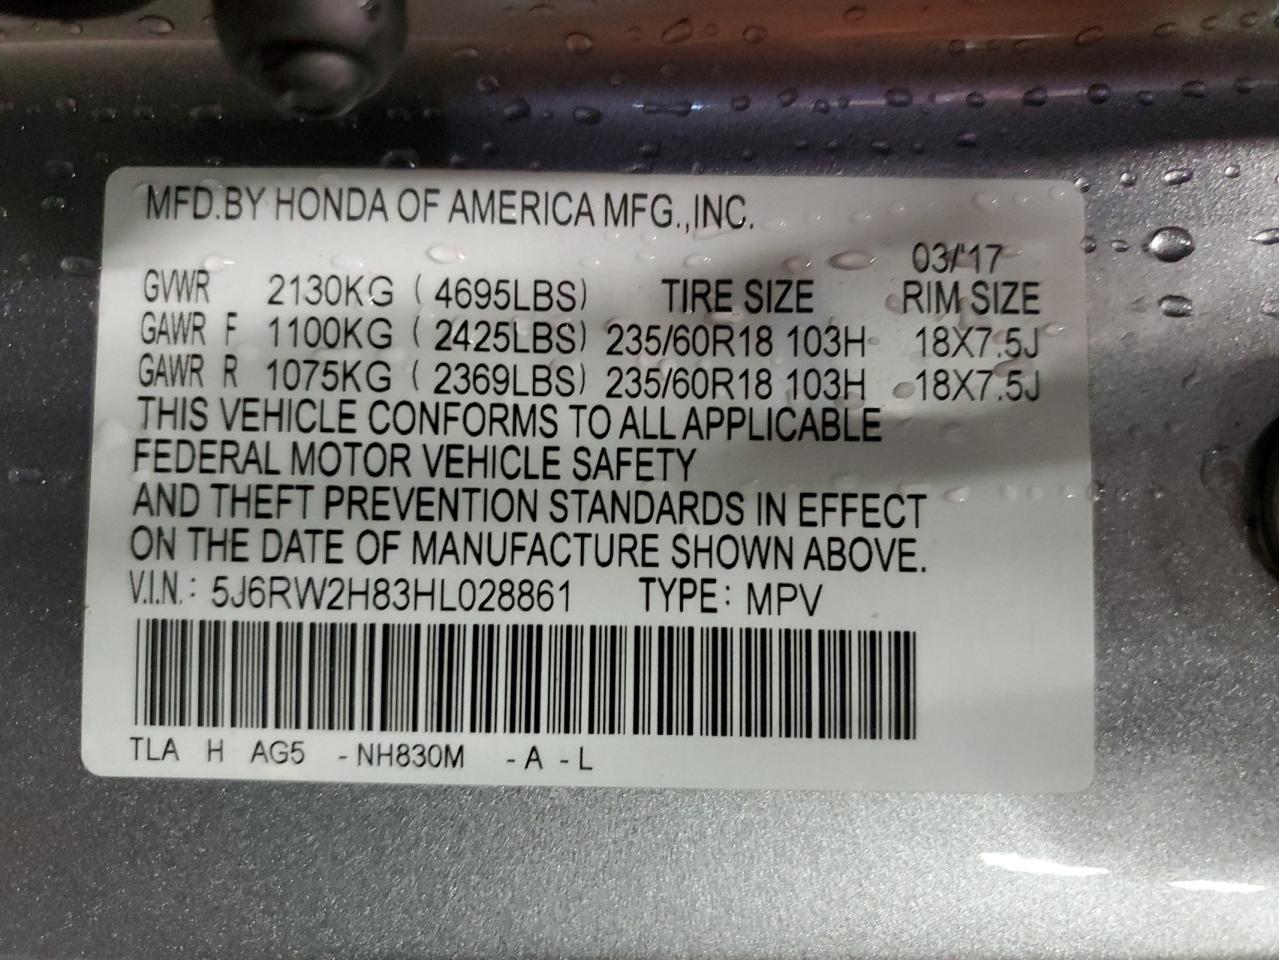 MFD.BY HONDA OF AMERICA MFG.,INC.
03/'17
GVWR 2130KG ( 4695LBS) TIRE SIZE RIM SIZE
GAWR F 1100KG ( 2425LBS) 235/60R18 103H 18X7.5J
GAWR R 1075KG ( 2369LBS) 235/60R18 103H 18X7.5J
THIS VEHICLE CONFORMS TO ALL APPLICABLE
FEDERAL MOTOR VEHICLE SAFETY
AND THEFT PREVENTION STANDARDS IN EFFECT
ON THE DATE OF MANUFACTURE SHOWN ABOVE.
V.I.N.: 5J6RW2H83HL028861 TYPE: MPV
TLA H AG5 -NH830M -A -L